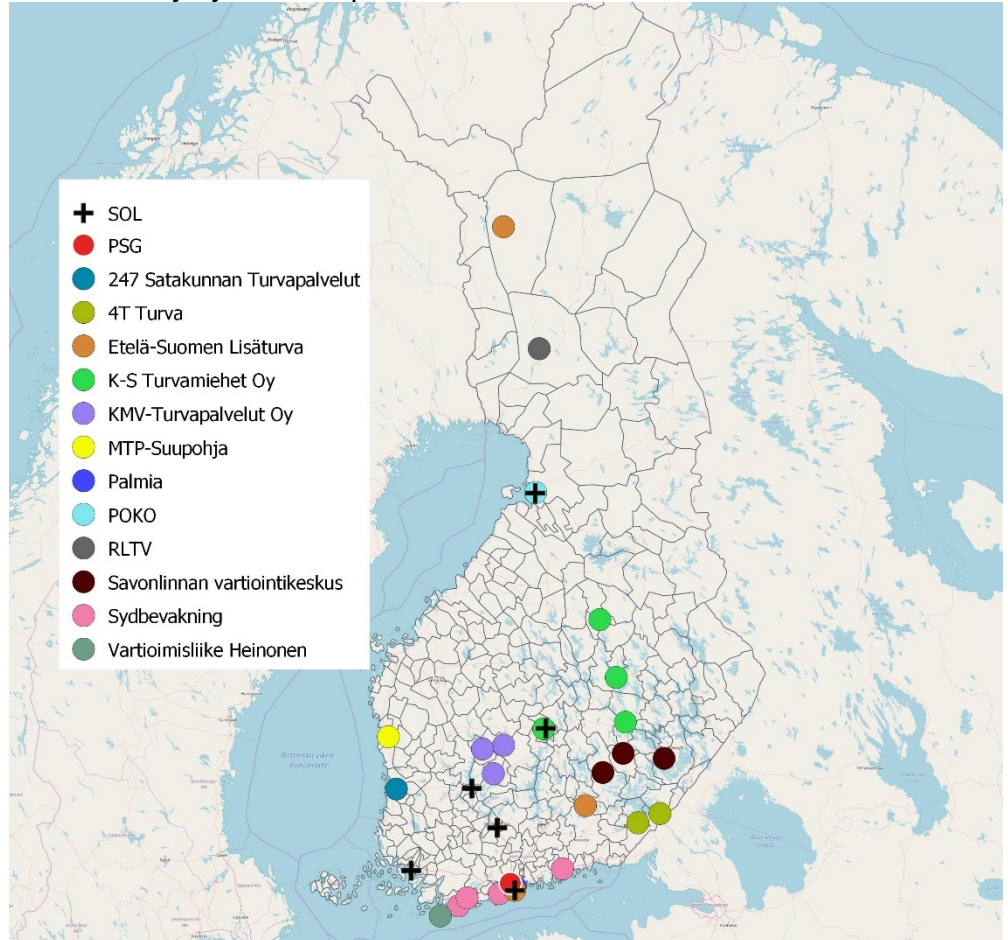 SOL
PSG
247 Satakunnan Turvapalvelut
4T Turva
Etelä-Suomen Lisäturva
K-S Turvamiehet Oy
KMV-Turvapalvelut Oy
MTP-Suupohja
Palmia
POKO
RLTV
Savonlinnan vartiointikeskus
Sydbevakning
Vartioimisliike Heinonen